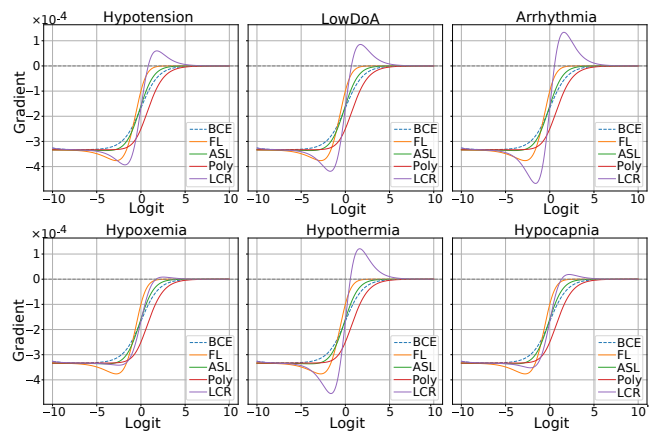 Hypotension LowDoA Arrhythmia
×10⁻⁴
1
0
−1
−2
−3
−4
Gradient
BCE
FL
ASL
Poly
LCR
BCE
FL
ASL
Poly
LCR
BCE
FL
ASL
Poly
LCR
−10 −5 0 5 10 −10 −5 0 5 10 −10 −5 0 5 10
Logit Logit Logit
Hypoxemia Hypothermia Hypocapnia
×10⁻⁴
1
0
−1
−2
−3
−4
Gradient
BCE
FL
ASL
Poly
LCR
BCE
FL
ASL
Poly
LCR
BCE
FL
ASL
Poly
LCR
−10 −5 0 5 10 −10 −5 0 5 10 −10 −5 0 5 10
Logit Logit Logit